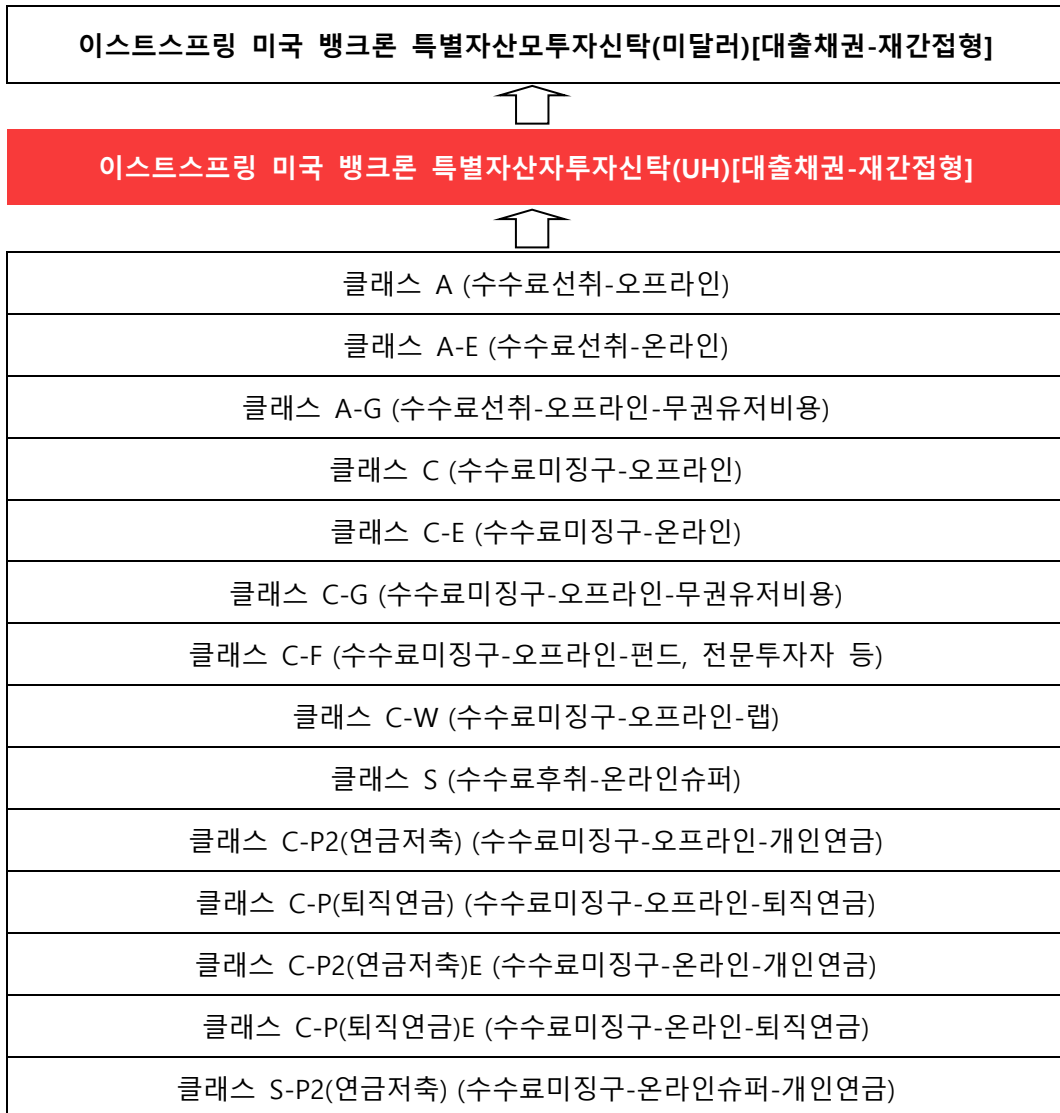 이스트스프링 미국 뱅크론 특별자산모투자신탁(미달러)[대출채권-재간접형]
이스트스프링 미국 뱅크론 특별자산자투자신탁(UH)[대출채권-재간접형]
클래스 A (수수료선취-오프라인)
클래스 A-E (수수료선취-온라인)
클래스 A-G (수수료선취-오프라인-무권유저비용)
클래스 C (수수료미징구-오프라인)
클래스 C-E (수수료미징구-온라인)
클래스 C-G (수수료미징구-오프라인-무권유저비용)
클래스 C-F (수수료미징구-오프라인-펀드, 전문투자자 등)
클래스 C-W (수수료미징구-오프라인-랩)
클래스 S (수수료후취-온라인슈퍼)
클래스 C-P2(연금저축) (수수료미징구-오프라인-개인연금)
클래스 C-P(퇴직연금) (수수료미징구-오프라인-퇴직연금)
클래스 C-P2(연금저축)E (수수료미징구-온라인-개인연금)
클래스 C-P(퇴직연금)E (수수료미징구-온라인-퇴직연금)
클래스 S-P2(연금저축) (수수료미징구-온라인슈퍼-개인연금)